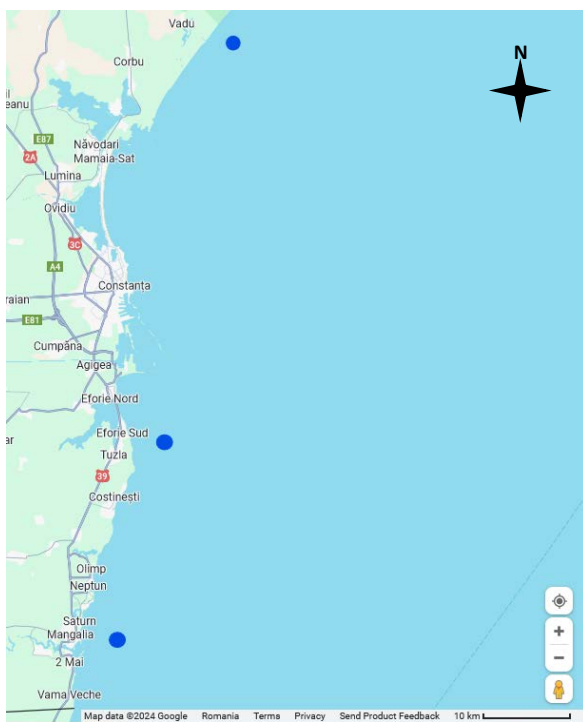 Vadu
N
Corbu
il
eanu
E87
Năvodari
2A
Mamaia-Sat
Lumina
Ovidiu
3C
A4
Constanța
raian
E81
Cumpăna
Agigea
Eforie Nord
Eforie Sud
ar
Tuzla
39
Costinești
Olimp
Neptun
Saturn
Mangalia
2 Mai
Vama Veche
Map data ©2024 Google Romania Terms Privacy Send Product Feedback 10 km